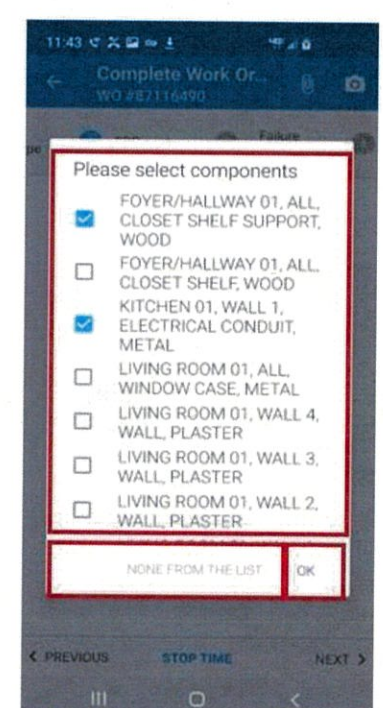 11:43
Complete Work Or...
WO #87116490
Failure
Please select components
FOYER/HALLWAY 01, ALL,
CLOSET SHELF SUPPORT,
WOOD
FOYER/HALLWAY 01, ALL,
CLOSET SHELF, WOOD
KITCHEN 01, WALL 1,
ELECTRICAL CONDUIT,
METAL
LIVING ROOM 01, ALL,
WINDOW CASE, METAL
LIVING ROOM 01, WALL 4,
WALL, PLASTER
LIVING ROOM 01, WALL 3,
WALL, PLASTER
LIVING ROOM 01, WALL 2,
WALL, PLASTER
NONE FROM THE LIST OK
< PREVIOUS STOP TIME NEXT >